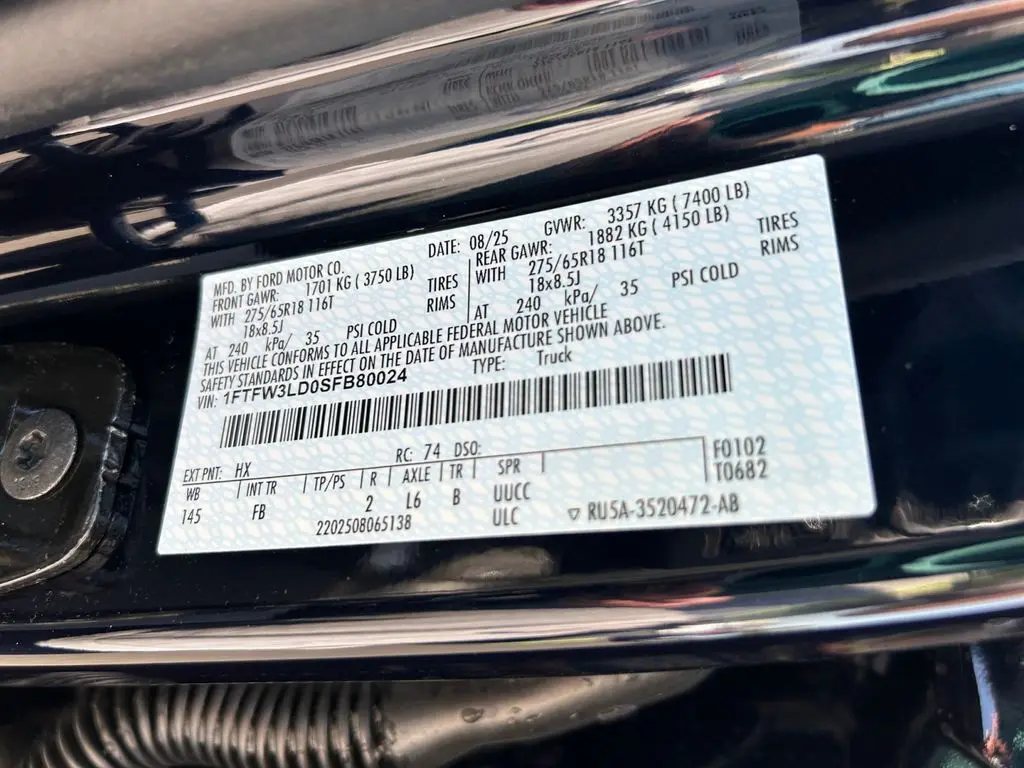 MFD. BY FORD MOTOR CO. DATE: 08/25 GVWR: 3357 KG ( 7400 LB)
FRONT GAWR: 1701 KG ( 3750 LB) REAR GAWR: 1882 KG ( 4150 LB)
WITH 275/65R18 116T TIRES WITH 275/65R18 116T TIRES
18x8.5J RIMS 18x8.5J RIMS
AT 240 kPa/ 35 PSI COLD AT 240 kPa/ 35 PSI COLD
THIS VEHICLE CONFORMS TO ALL APPLICABLE FEDERAL MOTOR VEHICLE
SAFETY STANDARDS IN EFFECT ON THE DATE OF MANUFACTURE SHOWN ABOVE.
VIN: 1FTFW3LD0SFB80024 TYPE: Truck
EXT PNT: HX RC: 74 DSO: F0102
WB INT TR TP/PS R AXLE TR SPR T0682
145 FB 2 L6 B UUCC
2202508065138 ULC ▽ RU5A-3520472-AB